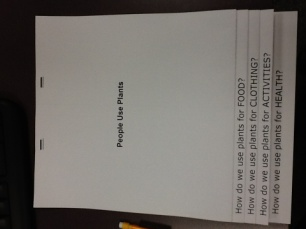 People Use Plants
How do we use plants for FOOD?
How do we use plants for CLOTHING?
How do we use plants for ACTIVITIES?
How do we use plants for HEALTH?